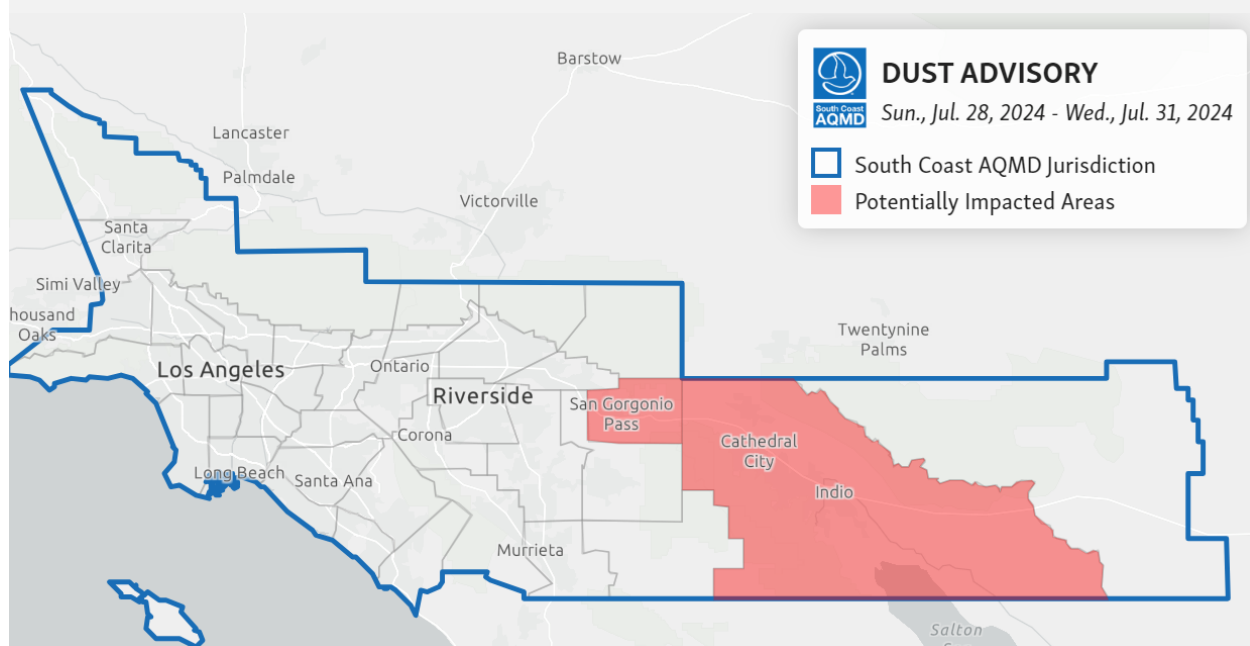 Barstow
DUST ADVISORY
South Coast
AQMD
Sun., Jul. 28, 2024 - Wed., Jul. 31, 2024
South Coast AQMD Jurisdiction
Potentially Impacted Areas
Lancaster
Palmdale
Victorville
Santa
Clarita
Simi Valley
housand
Oaks
Twentynine
Palms
Los Angeles
Ontario
Riverside
San Gorgonio
Pass
Corona
Cathedral
City
Long Beach
Santa Ana
Indio
Murrieta
Salton